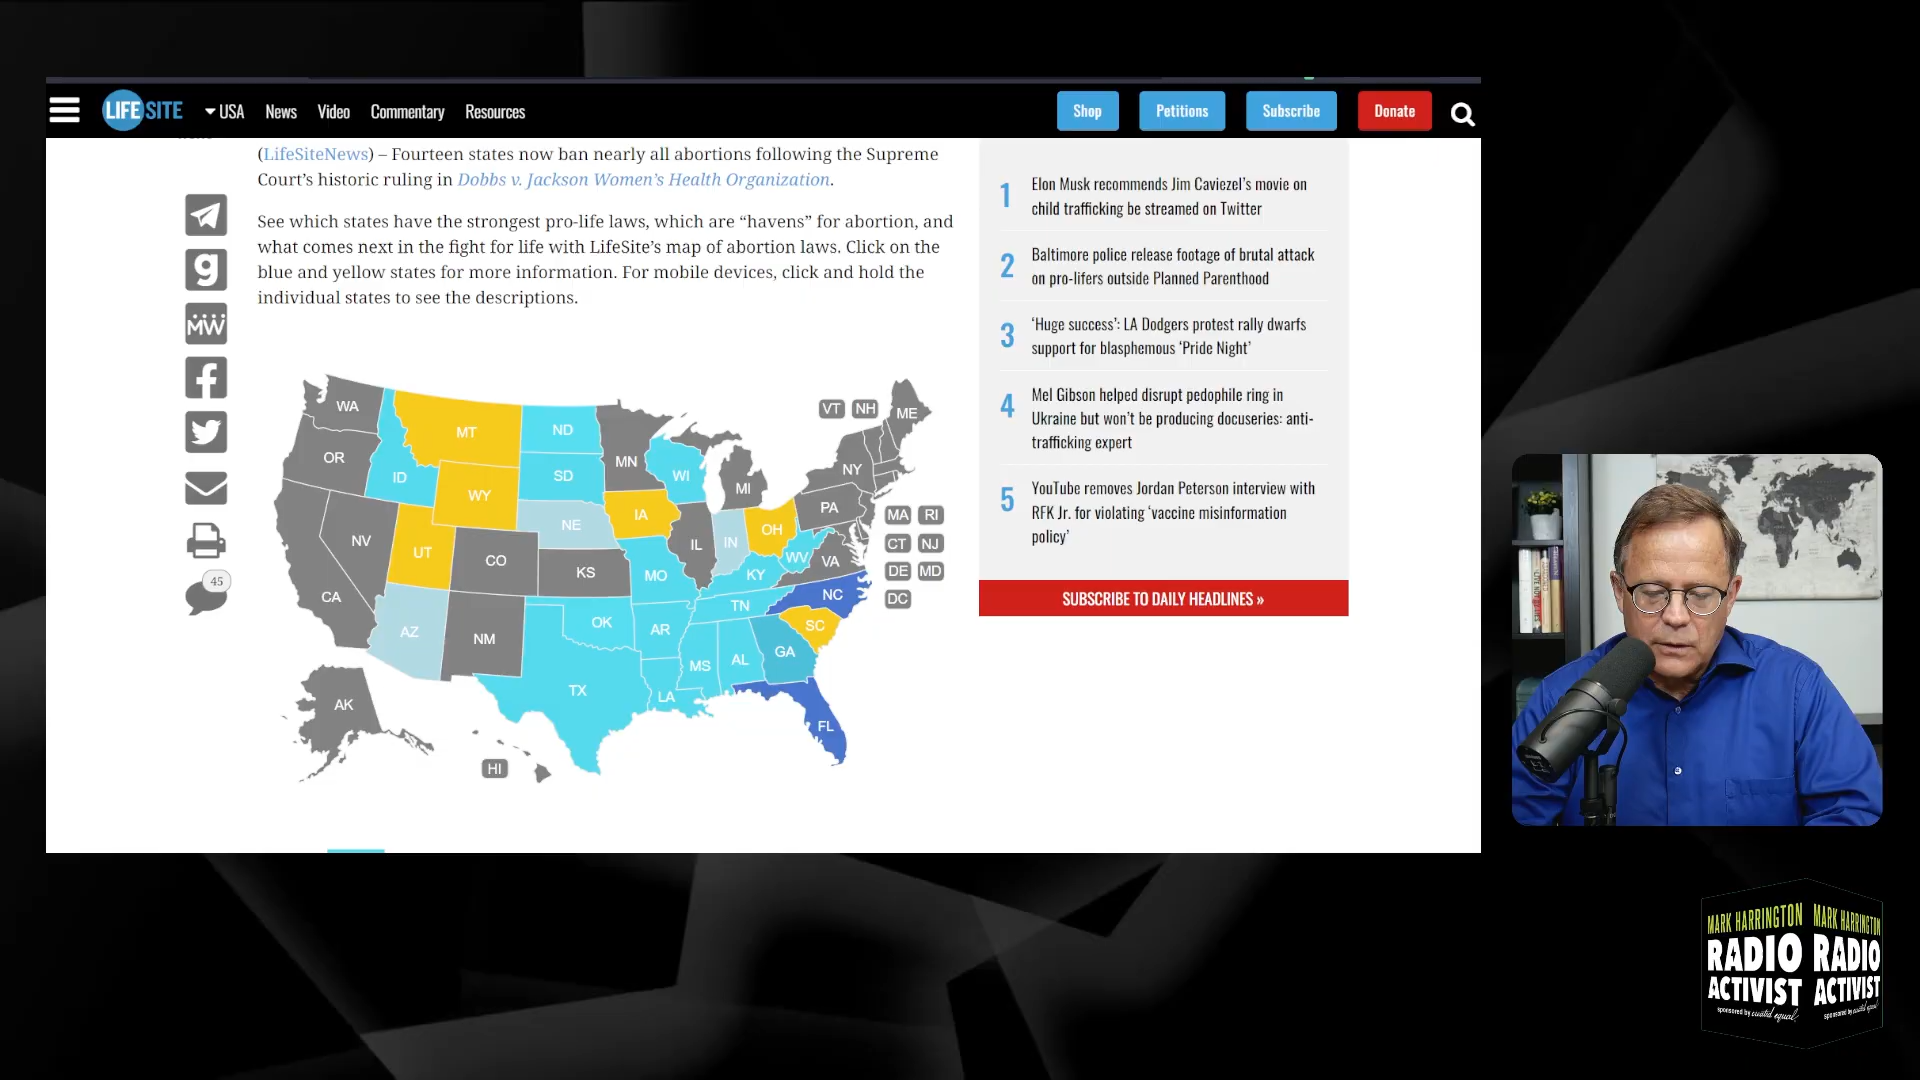 LIFESITE
USA
News
Video
Commentary
Resources
Shop
Petitions
Subscribe
Donate
(LifeSiteNews) – Fourteen states now ban nearly all abortions following the Supreme
Court’s historic ruling in Dobbs v. Jackson Women’s Health Organization.
See which states have the strongest pro-life laws, which are “havens” for abortion, and
what comes next in the fight for life with LifeSite’s map of abortion laws. Click on the
blue and yellow states for more information. For mobile devices, click and hold the
individual states to see the descriptions.
g
MW
45
WA
OR
CA
NV
ID
MT
WY
UT
AZ
CO
NM
ND
SD
NE
KS
OK
TX
MN
IA
MO
AR
LA
WI
IL
MI
IN
OH
KY
TN
MS
AL
GA
FL
SC
NC
VA
WV
PA
NY
VT
NH
ME
MA
RI
CT
NJ
DE
MD
DC
AK
HI
1
Elon Musk recommends Jim Caviezel’s movie on
child trafficking be streamed on Twitter
2
Baltimore police release footage of brutal attack
on pro-lifers outside Planned Parenthood
3
‘Huge success’: LA Dodgers protest rally dwarfs
support for blasphemous ‘Pride Night’
4
Mel Gibson helped disrupt pedophile ring in
Ukraine but won’t be producing docuseries: anti-
trafficking expert
5
YouTube removes Jordan Peterson interview with
RFK Jr. for violating ‘vaccine misinformation
policy’
SUBSCRIBE TO DAILY HEADLINES »
MARK HARRINGTON
RADIO
ACTIVIST
sponsored by created equal
MARK HARRINGTON
RADIO
ACTIVIST
sponsored by created equal